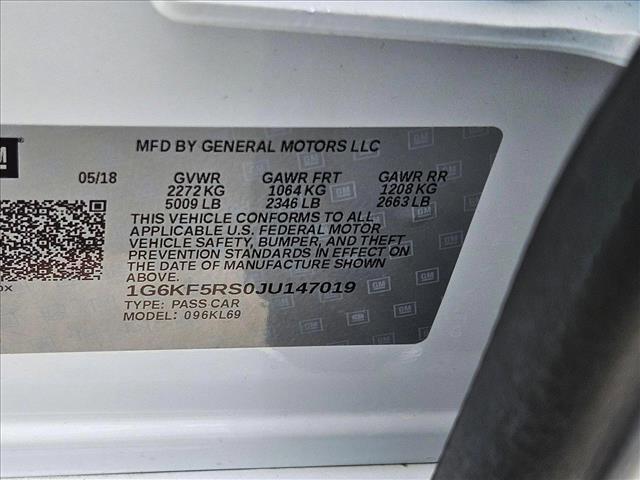 GM
MFD BY GENERAL MOTORS LLC
05/18 GVWR GAWR FRT GAWR RR
2272 KG 1064 KG 1208 KG
5009 LB 2346 LB 2663 LB
THIS VEHICLE CONFORMS TO ALL
APPLICABLE U.S. FEDERAL MOTOR
VEHICLE SAFETY, BUMPER, AND THEFT
PREVENTION STANDARDS IN EFFECT ON
THE DATE OF MANUFACTURE SHOWN
ABOVE.
1G6KF5RS0JU147019
TYPE: PASS CAR
MODEL: 096KL69